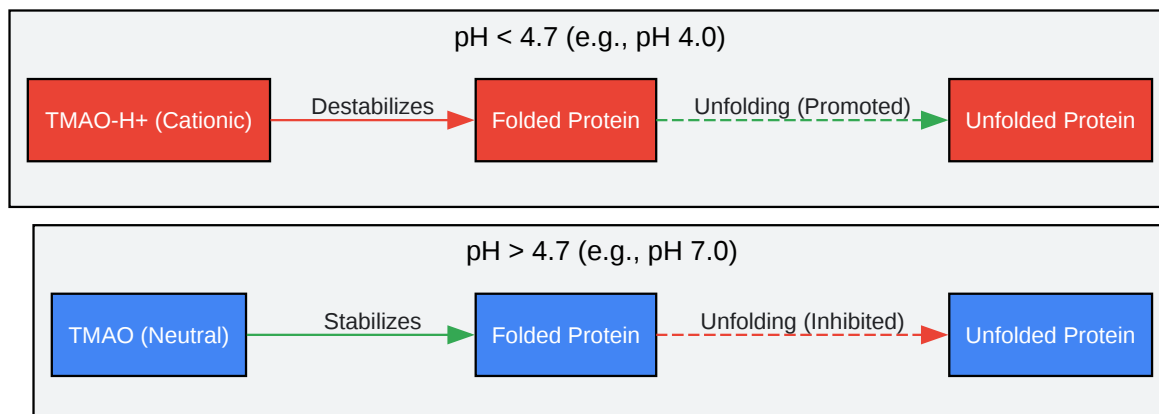 pH < 4.7 (e.g., pH 4.0)
TMAO-H+ (Cationic)
Destabilizes
Folded Protein
Unfolding (Promoted)
Unfolded Protein
pH > 4.7 (e.g., pH 7.0)
TMAO (Neutral)
Stabilizes
Folded Protein
Unfolding (Inhibited)
Unfolded Protein